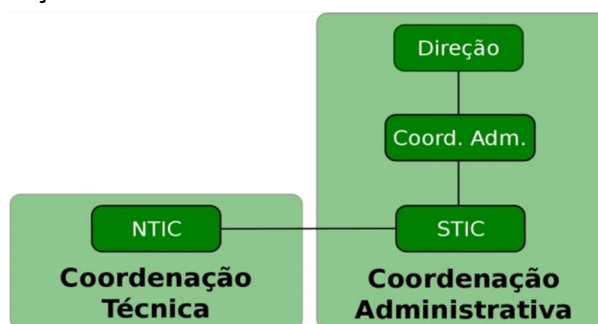 Direção
Coord. Adm.
NTIC
STIC
Coordenação
Técnica
Coordenação
Administrativa